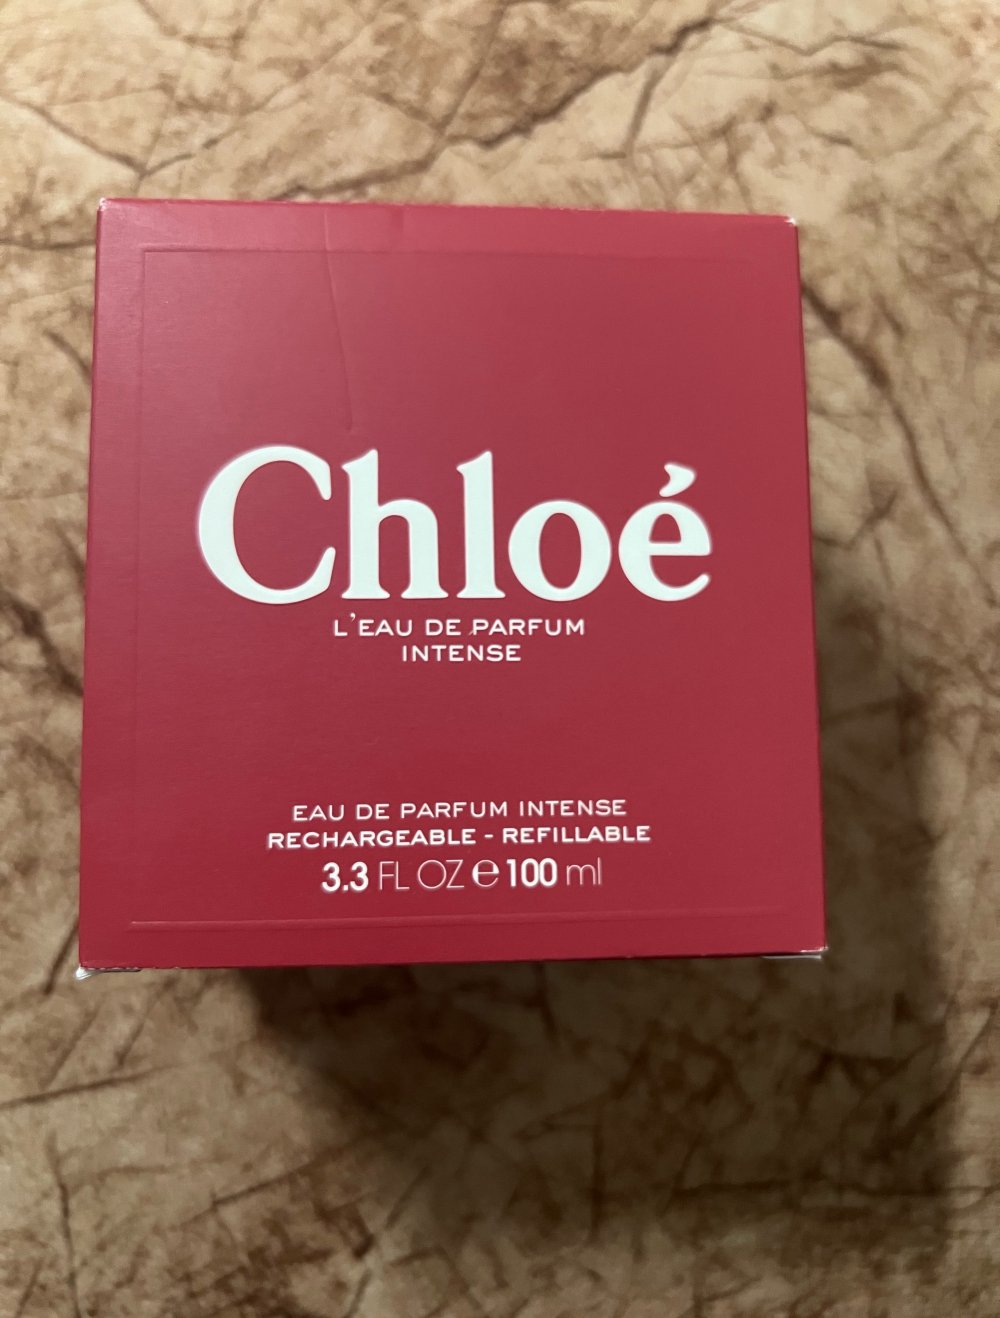 Chloé
L'EAU DE PARFUM
INTENSE
EAU DE PARFUM INTENSE
RECHARGEABLE - REFILLABLE
3.3 FL OZ ℮ 100 ml